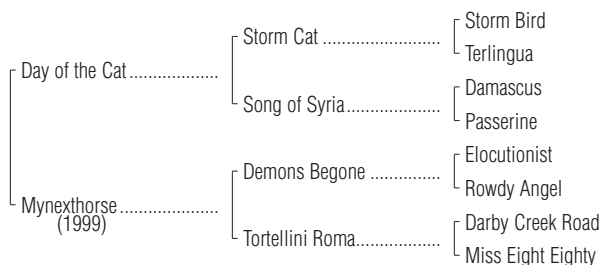 Storm Bird
Storm Cat ........................
Terlingua
Day of the Cat..................
Damascus
Song of Syria...................
Passerine
Elocutionist
Demons Begone ..............
Rowdy Angel
Mynexthorse....................
(1999)
Darby Creek Road
Tortellini Roma.................
Miss Eight Eighty